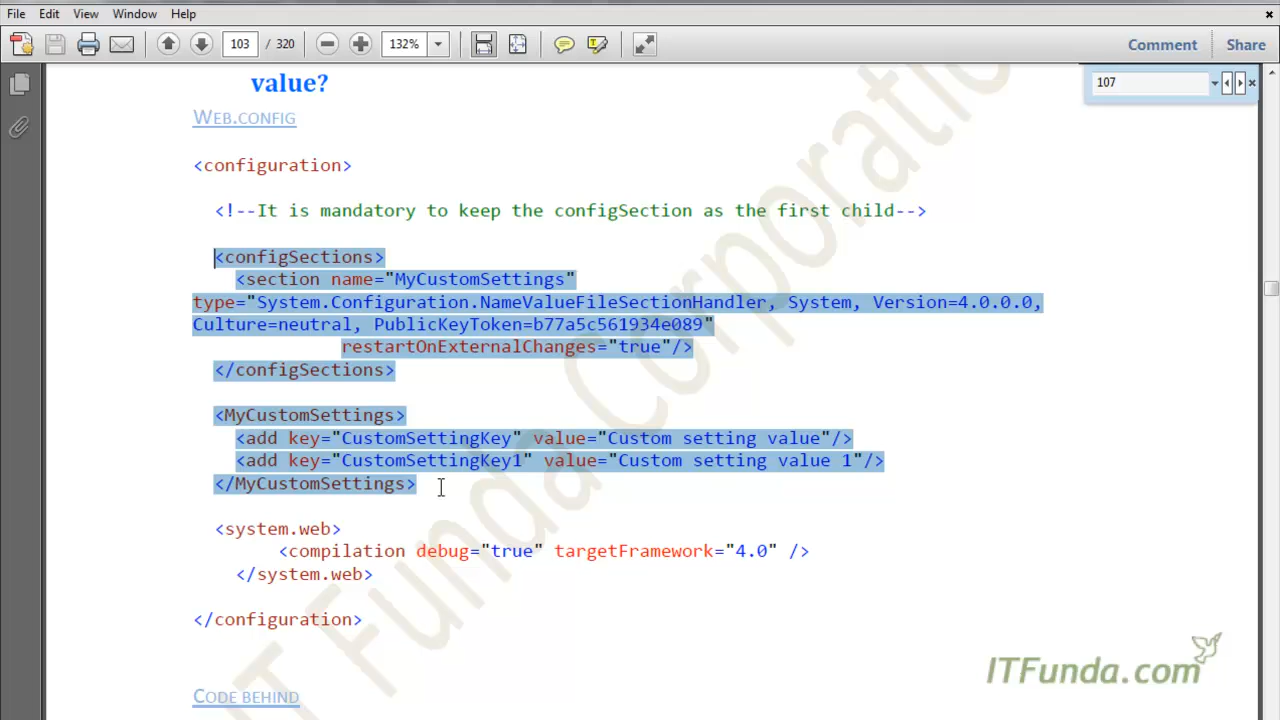 File Edit View Window Help
103 / 320 132% Comment Share
107
value?
WEB.CONFIG
<configuration>
<!--It is mandatory to keep the configSection as the first child-->
<configSections>
<section name="MyCustomSettings"
type="System.Configuration.NameValueFileSectionHandler, System, Version=4.0.0.0,
Culture=neutral, PublicKeyToken=b77a5c561934e089"
restartOnExternalChanges="true"/>
</configSections>
<MyCustomSettings>
<add key="CustomSettingKey" value="Custom setting value"/>
<add key="CustomSettingKey1" value="Custom setting value 1"/>
</MyCustomSettings>
<system.web>
<compilation debug="true" targetFramework="4.0" />
</system.web>
</configuration>
CODE BEHIND
IT Funda Corporation
ITFunda.com